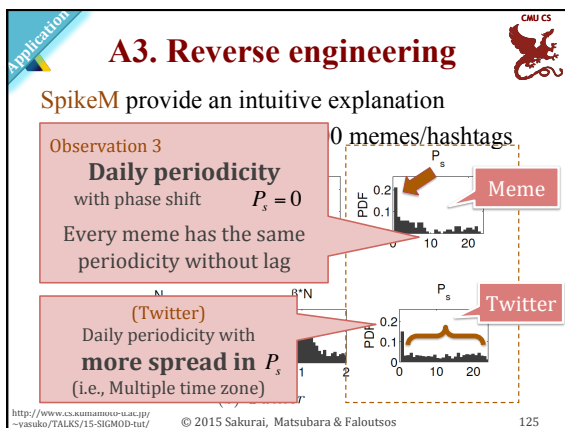 Application
CMU CS
A3. Reverse engineering
SpikeM provide an intuitive explanation
0 memes/hashtags
Observation 3
Daily periodicity
with phase shift P_s = 0
Every meme has the same
periodicity without lag
P_s
0.2
0.1
PDF
10 20
Meme
N β*N
(Twitter)
Daily periodicity with
more spread in P_s
(i.e., Multiple time zone)
1 2
P_s
0.2
0.1
0
PDF
0 10 20
Twitter
http://www.cs.kumamoto-u.ac.jp/
~yasuko/TALKS/15-SIGMOD-tut/
© 2015 Sakurai, Matsubara & Faloutsos
125